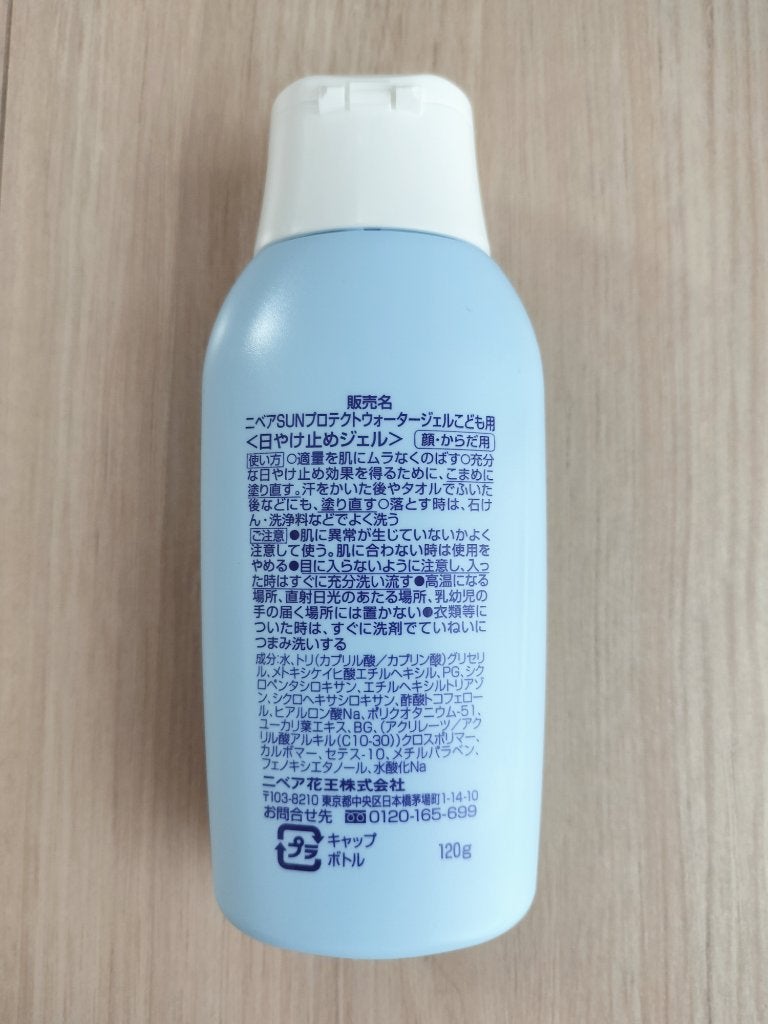 販売名
ニベアSUNプロテクトウォータージェルこども用
<日やけ止めジェル> 顔・からだ用
使い方 ○適量を肌にムラなくのばす○充分
な日やけ止め効果を得るために、こまめに
塗り直す。汗をかいた後やタオルでふいた
後などにも、塗り直す○落とす時は、石け
ん・洗浄料などでよく洗う
ご注意 ●肌に異常が生じていないかよく
注意して使う。肌に合わない時は使用を
やめる●目に入らないように注意し、入っ
た時はすぐに充分洗い流す●高温になる
場所、直射日光のあたる場所、乳幼児の
手の届く場所には置かない●衣類等に
ついた時は、すぐに洗剤でていねいに
つまみ洗いする
成分:水、トリ(カプリル酸/カプリン酸)グリセリ
ル、メトキシケイヒ酸エチルヘキシル、PG、シク
ロペンタシロキサン、エチルヘキシルトリアゾ
ン、シクロヘキサシロキサン、酢酸トコフェロー
ル、ヒアルロン酸Na、ポリクオタニウム-51、
ユーカリ葉エキス、BG、(アクリレーツ/アク
リル酸アルキル(C10-30))クロスポリマー、
カルボマー、セテス-10、メチルパラベン、
フェノキシエタノール、水酸化Na
ニベア花王株式会社
〒103-8210 東京都中央区日本橋茅場町1-14-10
お問合せ先 0120-165-699
プラ キャップ
ボトル 120g